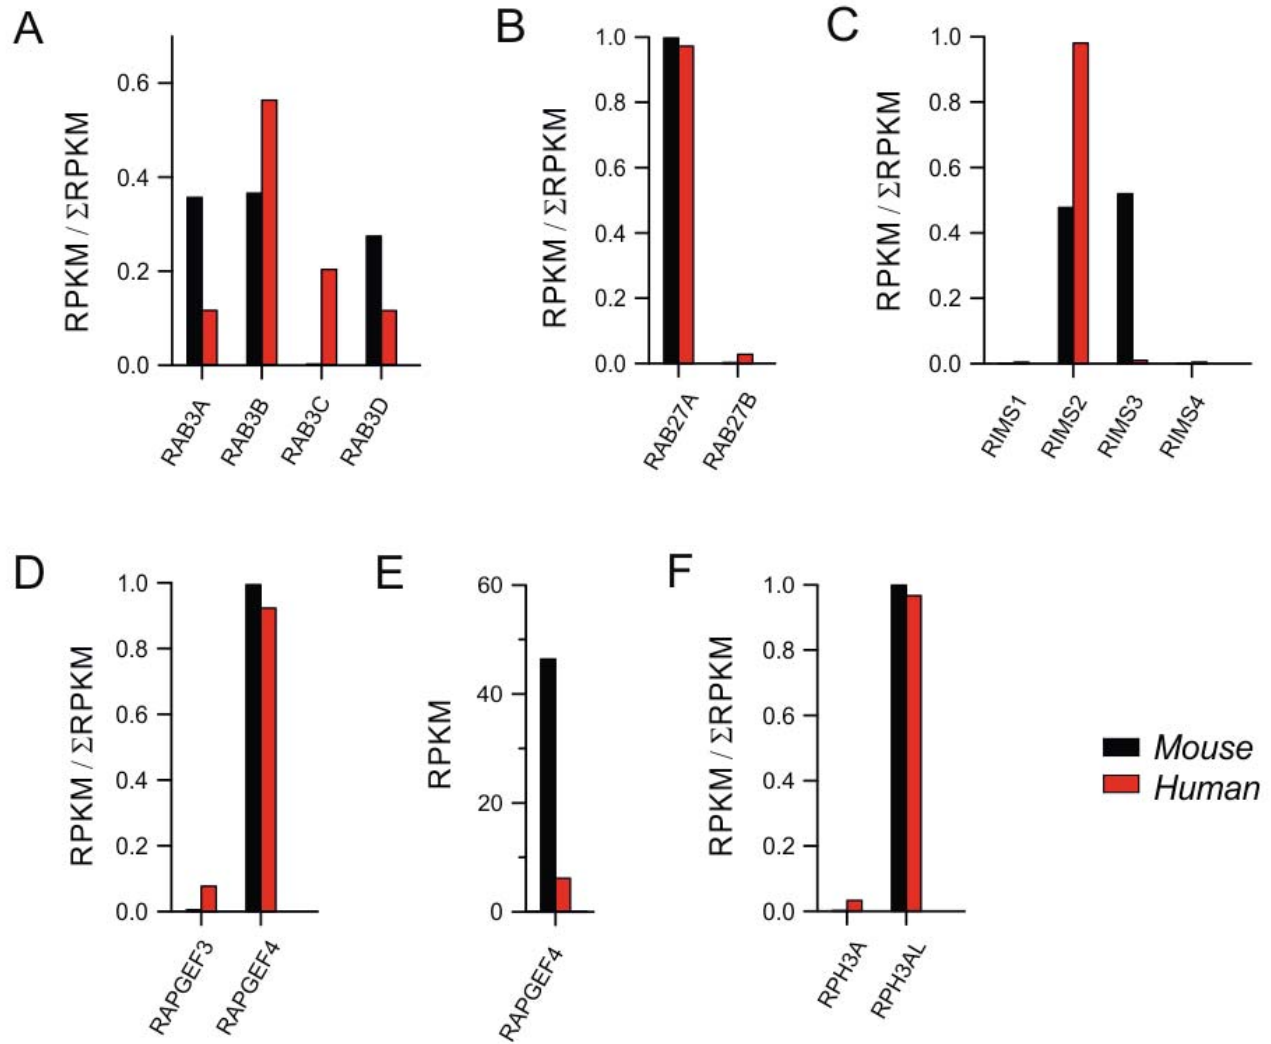 A
RPKM / ΣRPKM
0.6
0.4
0.2
0.0
RAB3A
RAB3B
RAB3C
RAB3D
B
RPKM / ΣRPKM
1.0
0.8
0.6
0.4
0.2
0.0
RAB27A
RAB27B
C
RPKM / ΣRPKM
1.0
0.8
0.6
0.4
0.2
0.0
RIMS1
RIMS2
RIMS3
RIMS4
D
RPKM / ΣRPKM
1.0
0.8
0.6
0.4
0.2
0.0
RAPGEF3
RAPGEF4
E
RPKM
60
40
20
0
RAPGEF4
F
RPKM / ΣRPKM
1.0
0.8
0.6
0.4
0.2
0.0
RPH3A
RPH3AL
Mouse
Human